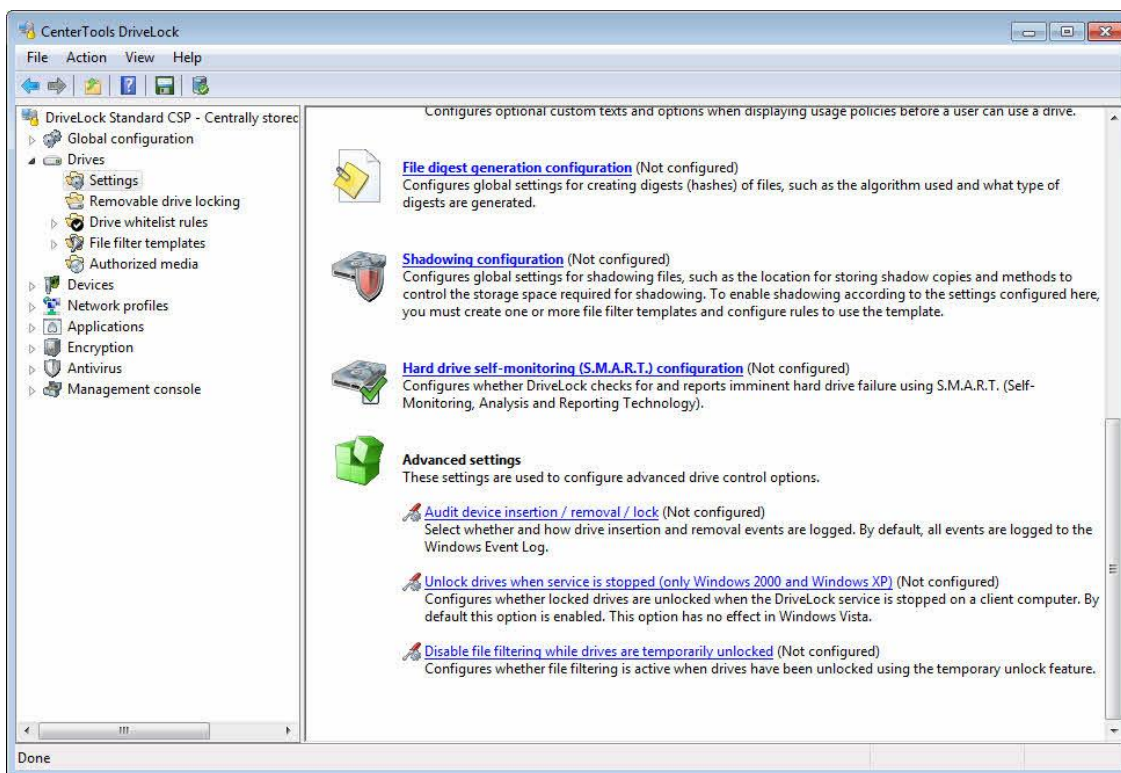 CenterTools DriveLock
File Action View Help
DriveLock Standard CSP - Centrally stored
Global configuration
Drives
Settings
Removable drive locking
Drive whitelist rules
File filter templates
Authorized media
Devices
Network profiles
Applications
Encryption
Antivirus
Management console
Configures optional custom texts and options when displaying usage policies before a user can use a drive.
File digest generation configuration (Not configured)
Configures global settings for creating digests (hashes) of files, such as the algorithm used and what type of
digests are generated.
Shadowing configuration (Not configured)
Configures global settings for shadowing files, such as the location for storing shadow copies and methods to
control the storage space required for shadowing. To enable shadowing according to the settings configured here,
you must create one or more file filter templates and configure rules to use the template.
Hard drive self-monitoring (S.M.A.R.T.) configuration (Not configured)
Configures whether DriveLock checks for and reports imminent hard drive failure using S.M.A.R.T. (Self-
Monitoring, Analysis and Reporting Technology).
Advanced settings
These settings are used to configure advanced drive control options.
Audit device insertion / removal / lock (Not configured)
Select whether and how drive insertion and removal events are logged. By default, all events are logged to the
Windows Event Log.
Unlock drives when service is stopped (only Windows 2000 and Windows XP) (Not configured)
Configures whether locked drives are unlocked when the DriveLock service is stopped on a client computer. By
default this option is enabled. This option has no effect in Windows Vista.
Disable file filtering while drives are temporarily unlocked (Not configured)
Configures whether file filtering is active when drives have been unlocked using the temporary unlock feature.
Done